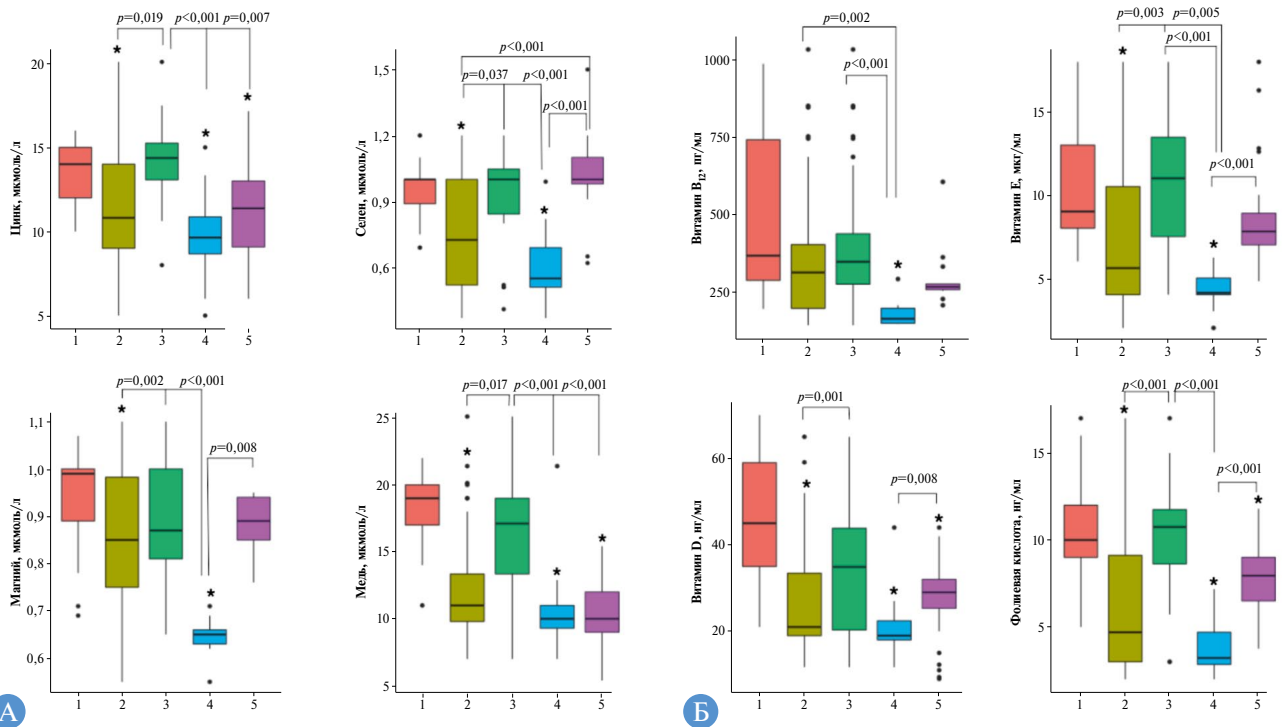 p=0,019 p<0,001 p=0,007
Цинк, мкмоль/л
20
15
10
5
1 2 3 4 5
p<0,001
p=0,037 p<0,001
p<0,001
Селен, мкмоль/л
1,5
1,2
0,9
0,6
1 2 3 4 5
p=0,002
p<0,001
Витамин B12, пг/мл
1000
750
500
250
1 2 3 4 5
p=0,003 p=0,005
p<0,001
p<0,001
Витамин E, мкг/мл
15
10
5
1 2 3 4 5
p=0,002 p<0,001
p=0,008
Магний, мкмоль/л
1,1
1,0
0,9
0,8
0,7
0,6
1 2 3 4 5
p=0,017 p<0,001 p<0,001
Медь, мкмоль/л
25
20
15
10
5
1 2 3 4 5
p=0,001
p=0,008
Витамин D, нг/мл
60
40
20
1 2 3 4 5
p<0,001 p<0,001
p<0,001
Фолиевая кислота, нг/мл
15
10
5
1 2 3 4 5
А
Б